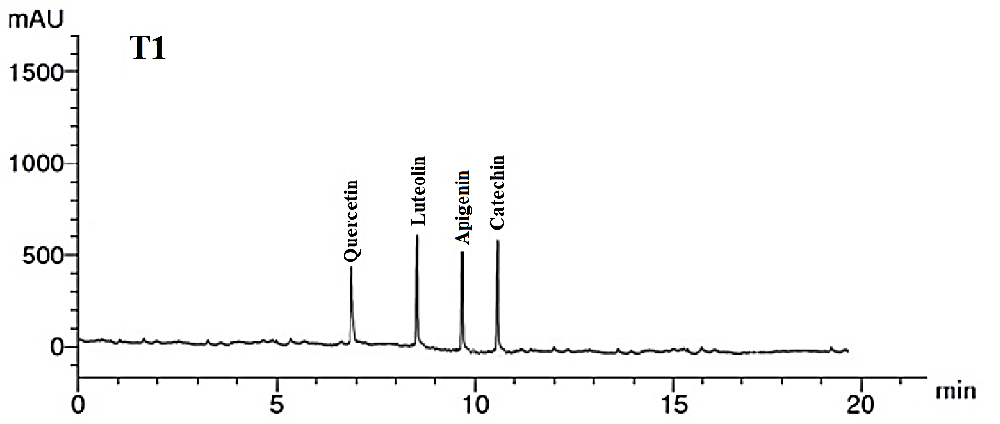 mAU
T1
1500
1000
500
0
Quercetin
Luteolin
Apigenin
Catechin
0 5 10 15 20 min